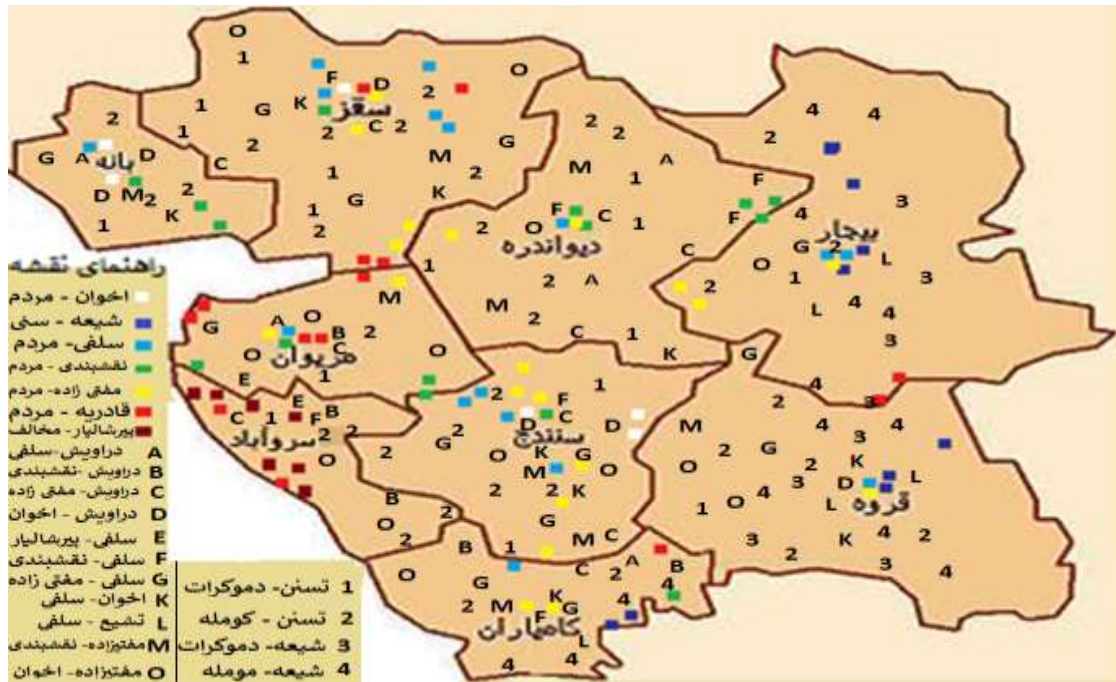 سقز
بانه
دیواندره
بیجار
مریوان
سروآباد
سنندج
قروه
کامیاران
راهنمای نقشه
اخوان - مردم
شیعه - سنی
سلفی - مردم
نقشبندی - مردم
مفتی زاده - مردم
قادریه - مردم
پیرشالیار - مخالف
A دراویش - سلفی
B دراویش - نقشبندی
C دراویش - مفتی زاده
D دراویش - اخوان
E سلفی - پیرشالیار
F سلفی - نقشبندی
G سلفی - مفتی زاده
K اخوان - سلفی
L تشیع - سلفی
M مفتیزاده - نقشبندی
O مفتیزاده - اخوان
1 تسنن - دموکرات
2 تسنن - کومله
3 شیعه - دموکرات
4 شیعه - مومله